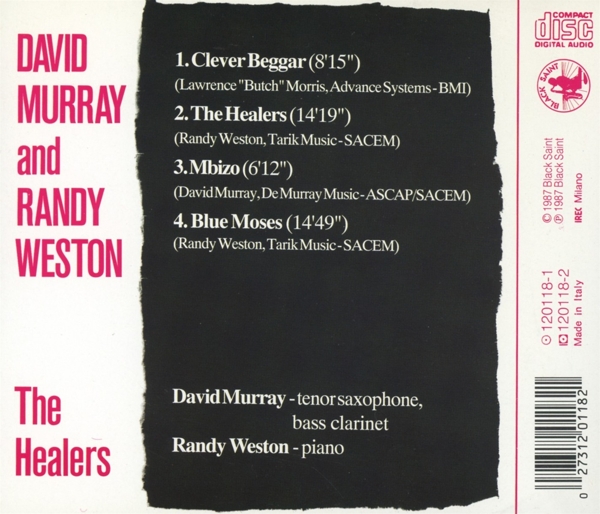 DAVID
MURRAY
and
RANDY
WESTON
The
Healers
1. Clever Beggar (8'15")
(Lawrence "Butch" Morris, Advance Systems - BMI)
2. The Healers (14'19")
(Randy Weston, Tarik Music - SACEM)
3. Mbizo (6'12")
(David Murray, De Murray Music - ASCAP/SACEM)
4. Blue Moses (14'49")
(Randy Weston, Tarik Music - SACEM)
David Murray - tenor saxophone,
bass clarinet
Randy Weston - piano
COMPACT
disc
DIGITAL AUDIO
BLACK SAINT
© 1987 Black Saint
℗ 1987 Black Saint
IREC Milano
120118-1
120118-2
Made in Italy
0 27312 01182